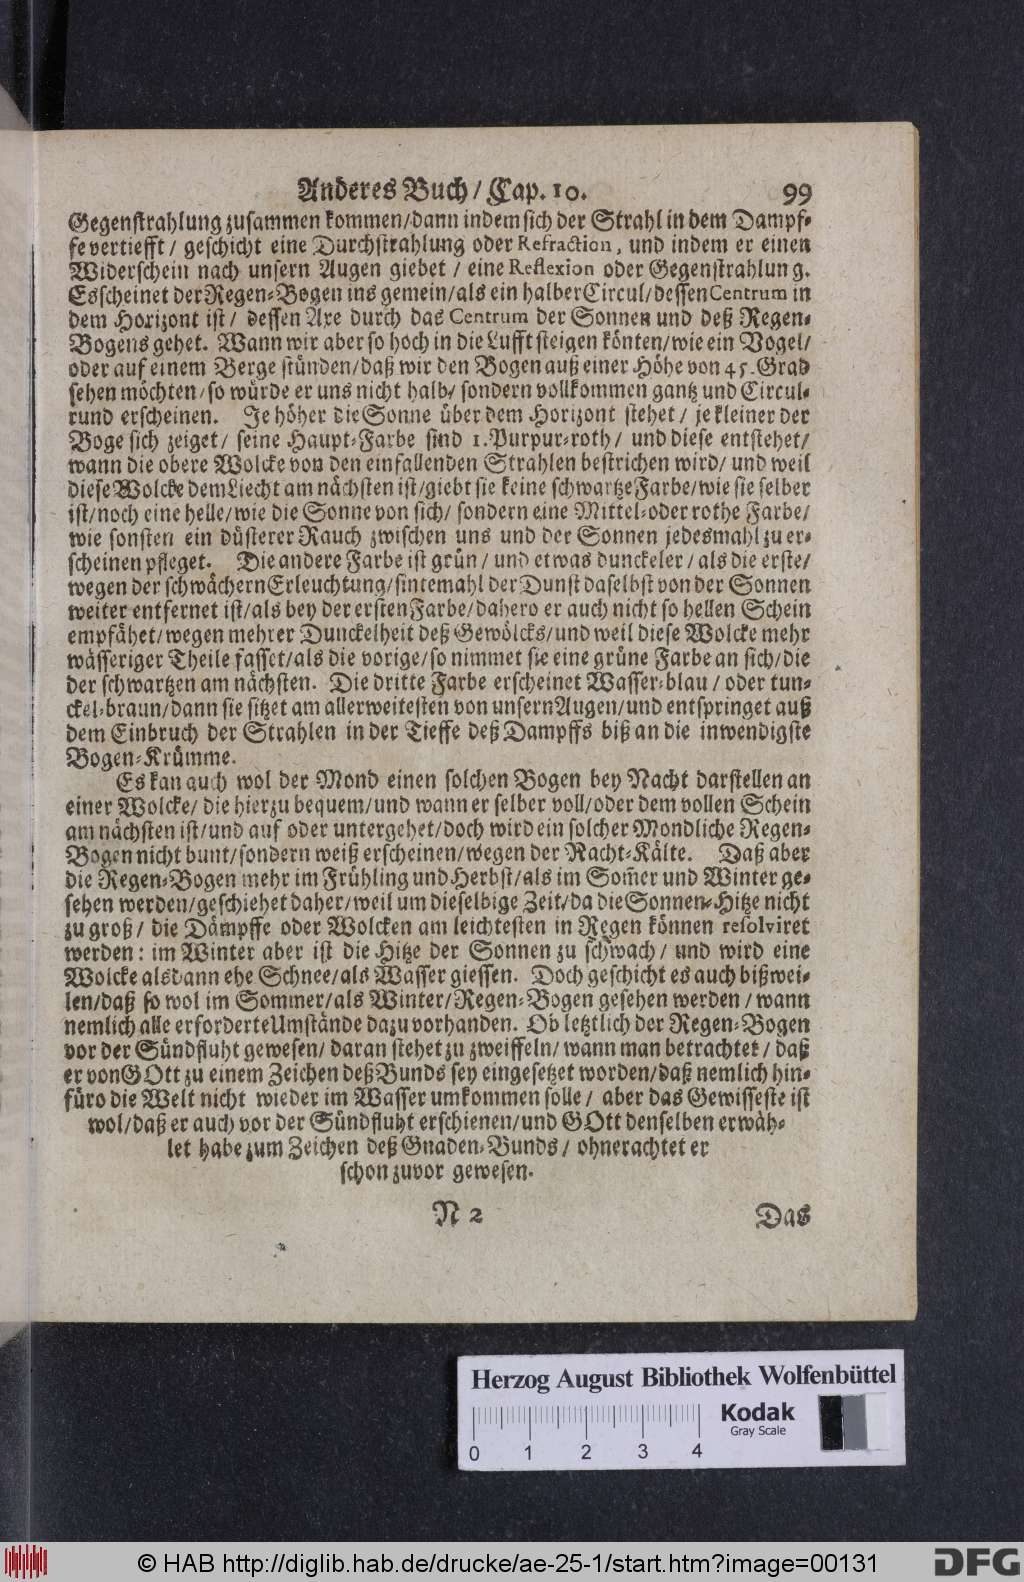 Anderes Buch / Cap. 10. 99
Gegenstrahlung zusammen kommen/dann indem sich der Strahl in dem Dampf-
fe vertiefft / geschicht eine Durchstrahlung oder Refraction, und indem er einen
Widerschein nach unsern Augen giebet / eine Reflexion oder Gegenstrahlung.
Es scheinet der Regen-Bogen ins gemein/als ein halber Circul/dessen Centrum in
dem Horizont ist/ dessen Axe durch das Centrum der Sonnen und deß Regen-
Bogens gehet. Wann wir aber so hoch in die Lufft steigen könten/wie ein Vogel/
oder auf einem Berge stünden/daß wir den Bogen auß einer Höhe von 45. Grad
sehen möchten/so würde er uns nicht halb/ sondern vollkommen gantz und Circul-
rund erscheinen. Je höher die Sonne über dem Horizont stehet / je kleiner der
Boge sich zeiget/ seine Haupt-Farbe sind 1. Purpur-roth/ und diese entstehet/
wann die obere Wolcke von den einfallenden Strahlen bestrichen wird/ und weil
diese Wolcke dem Liecht am nächsten ist/giebt sie keine schwartze Farbe/wie sie selber
ist/noch eine helle/wie die Sonne von sich/ sondern eine Mittel-oder rothe Farbe/
wie sonsten ein düsterer Rauch zwischen uns und der Sonnen jedesmahl zu er-
scheinen pfleget. Die andere Farbe ist grün / und etwas dunckeler / als die erste/
wegen der schwächern Erleuchtung/sintemahl der Dunst daselbst von der Sonnen
weiter entfernet ist/als bey der ersten Farbe/dahero er auch nicht so hellen Schein
empfähet/wegen mehrer Dunckelheit deß Gewölcks/und weil diese Wolcke mehr
wässeriger Theile fasset/als die vorige/so nimmet sie eine grüne Farbe an sich/die
der schwartzen am nächsten. Die dritte Farbe erscheinet Wasser-blau / oder tun-
ckel-braun/dann sie sitzet am allerweitesten von unsern Augen/und entspringet auß
dem Einbruch der Strahlen in der Tieffe deß Dampffs biß an die inwendigste
Bogen-Krümme.
Es kan auch wol der Mond einen solchen Bogen bey Nacht darstellen an
einer Wolcke/ die hierzu bequem/und wann er selber voll/oder dem vollen Schein
am nächsten ist/und auf oder untergehet/doch wird ein solcher Mondliche Regen-
Bogen nicht bunt/sondern weiß erscheinen/wegen der Nacht-Kälte. Daß aber
die Regen-Bogen mehr im Frühling und Herbst/als im Som̅er und Winter ge-
sehen werden/geschiehet daher/weil um dieselbige Zeit/da die Sonnen-Hitze nicht
zu groß/ die Dämpffe oder Wolcken am leichtesten in Regen können resolviret
werden: im Winter aber ist die Hitze der Sonnen zu schwach/ und wird eine
Wolcke alsdann ehe Schnee/als Wasser giessen. Doch geschicht es auch bißwei-
len/daß so wol im Sommer/als Winter/Regen-Bogen gesehen werden / wann
nemlich alle erforderte Umstände dazu vorhanden. Ob letztlich der Regen-Bogen
vor der Sündfluht gewesen/ daran stehet zu zweiffeln/wann man betrachtet / daß
er von GOtt zu einem Zeichen deß Bunds sey eingesetzet worden/daß nemlich hin-
füro die Welt nicht wieder im Wasser umkommen solle/ aber das Gewisseste ist
wol/daß er auch vor der Sündfluht erschienen/und GOtt denselben erwäh-
let habe zum Zeichen deß Gnaden-Bunds/ ohnerachtet er
schon zuvor gewesen.
N 2 Das
Herzog August Bibliothek Wolfenbüttel
Kodak
Gray Scale
0 1 2 3 4
© HAB http://diglib.hab.de/drucke/ae-25-1/start.htm?image=00131
DFG